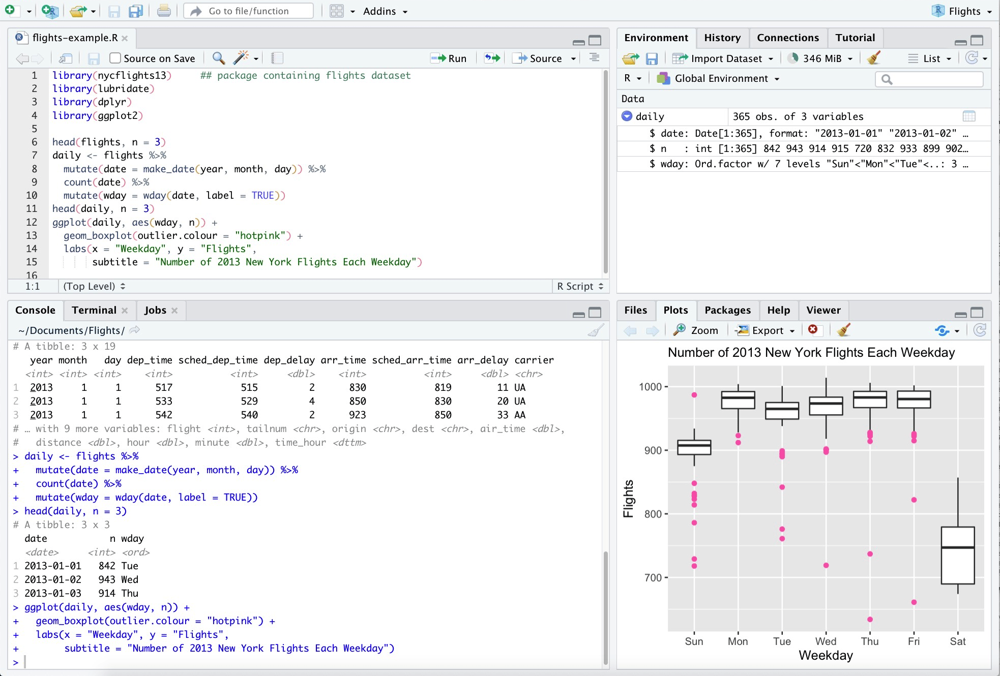 Go to file/function
Addins
Flights
flights-example.R
Source on Save
Run
Source
1 library(nycflights13)     ## package containing flights dataset
2 library(lubridate)
3 library(dplyr)
4 library(ggplot2)
5
6 head(flights, n = 3)
7 daily <- flights %>%
8   mutate(date = make_date(year, month, day)) %>%
9   count(date) %>%
10   mutate(wday = wday(date, label = TRUE))
11 head(daily, n = 3)
12 ggplot(daily, aes(wday, n)) +
13   geom_boxplot(outlier.colour = "hotpink") +
14   labs(x = "Weekday", y = "Flights",
15        subtitle = "Number of 2013 New York Flights Each Weekday")
16
1:1 (Top Level) R Script
Environment History Connections Tutorial
Import Dataset 346 MiB List
R Global Environment
Data
daily 365 obs. of 3 variables
$ date: Date[1:365], format: "2013-01-01" "2013-01-02" …
$ n   : int [1:365] 842 943 914 915 720 832 933 899 902…
$ wday: Ord.factor w/ 7 levels "Sun"<"Mon"<"Tue"<..: 3 …
Console Terminal Jobs
~/Documents/Flights/
# A tibble: 3 x 19
year month   day dep_time sched_dep_time dep_delay arr_time sched_arr_time arr_delay carrier
<int> <int> <int>    <int>          <int>     <dbl>    <int>          <int>     <dbl> <chr>
1  2013     1     1      517            515         2      830            819        11 UA
2  2013     1     1      533            529         4      850            830        20 UA
3  2013     1     1      542            540         2      923            850        33 AA
# … with 9 more variables: flight <int>, tailnum <chr>, origin <chr>, dest <chr>, air_time <dbl>,
#   distance <dbl>, hour <dbl>, minute <dbl>, time_hour <dttm>
> daily <- flights %>%
+   mutate(date = make_date(year, month, day)) %>%
+   count(date) %>%
+   mutate(wday = wday(date, label = TRUE))
> head(daily, n = 3)
# A tibble: 3 x 3
date           n wday
<date>     <int> <ord>
1 2013-01-01   842 Tue
2 2013-01-02   943 Wed
3 2013-01-03   914 Thu
> ggplot(daily, aes(wday, n)) +
+   geom_boxplot(outlier.colour = "hotpink") +
+   labs(x = "Weekday", y = "Flights",
+        subtitle = "Number of 2013 New York Flights Each Weekday")
>
Files Plots Packages Help Viewer
Zoom Export
Number of 2013 New York Flights Each Weekday
1000
900
800
700
Flights
Sun Mon Tue Wed Thu Fri Sat
Weekday